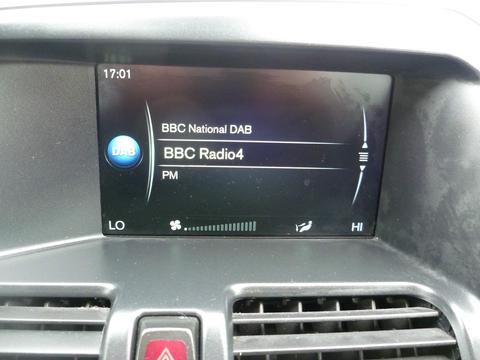 17:01
BBC National DAB
DAB
BBC Radio4
PM
LO
HI